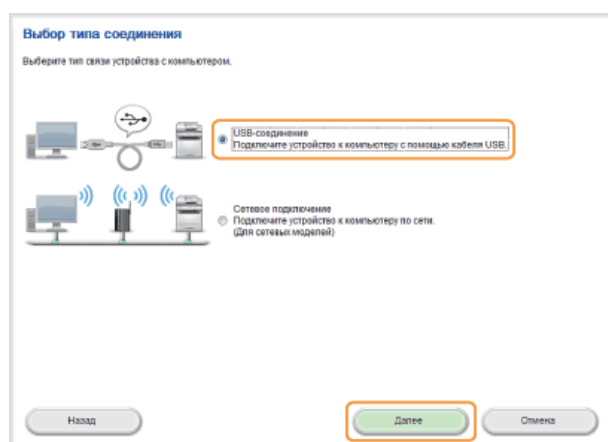 Выбор типа соединения
Выберите тип связи устройства с компьютером.
USB-соединение
Подключите устройство к компьютеру с помощью кабеля USB.
Сетевое подключение
Подключите устройство к компьютеру по сети.
(Для сетевых моделей)
Назад
Далее
Отмена